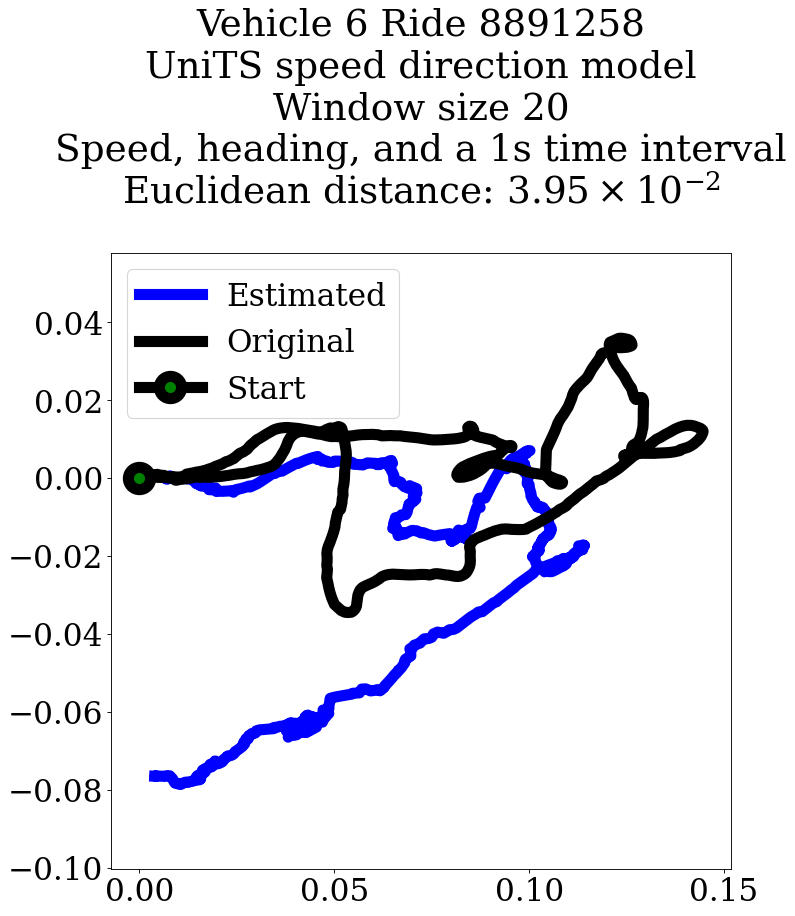 Vehicle 6 Ride 8891258
UniTS speed direction model
Window size 20
Speed, heading, and a 1s time interval
Euclidean distance: 3.95 × 10⁻²
Estimated
Original
Start
0.04
0.02
0.00
−0.02
−0.04
−0.06
−0.08
−0.10
0.00 0.05 0.10 0.15